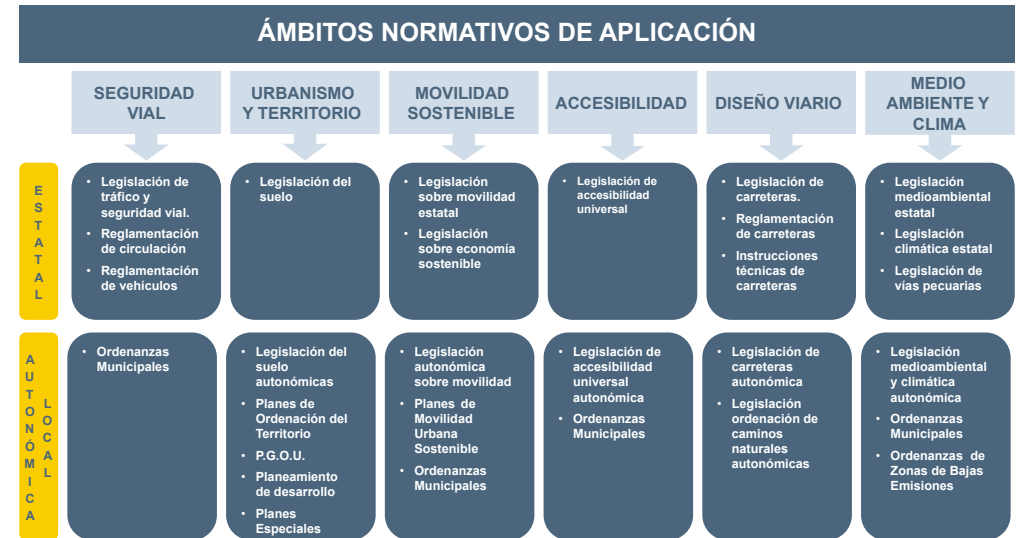 ÁMBITOS NORMATIVOS DE APLICACIÓN
SEGURIDAD
VIAL
URBANISMO
Y TERRITORIO
MOVILIDAD
SOSTENIBLE
ACCESIBILIDAD
DISEÑO VIARIO
MEDIO
AMBIENTE Y
CLIMA
ESTATAL
• Legislación de
tráfico y
seguridad vial.
• Reglamentación
de circulación
• Reglamentación
de vehículos
• Legislación del
suelo
• Legislación
sobre movilidad
estatal
• Legislación
sobre economía
sostenible
• Legislación de
accesibilidad
universal
• Legislación de
carreteras.
• Reglamentación
de carreteras
• Instrucciones
técnicas de
carreteras
• Legislación
medioambiental
estatal
• Legislación
climática estatal
• Legislación de
vías pecuarias
AUTONÓMICA
LOCAL
• Ordenanzas
Municipales
• Legislación del
suelo
autonómicas
• Planes de
Ordenación del
Territorio
• P.G.O.U.
• Planeamiento
de desarrollo
• Planes
Especiales
• Legislación
autonómica
sobre movilidad
• Planes de
Movilidad
Urbana
Sostenible
• Ordenanzas
Municipales
• Legislación de
accesibilidad
universal
autonómica
• Ordenanzas
Municipales
• Legislación de
carreteras
autonómica
• Legislación
ordenación de
caminos
naturales
autonómicas
• Legislación
medioambiental
y climática
autonómica
• Ordenanzas
Municipales
• Ordenanzas de
Zonas de Bajas
Emisiones